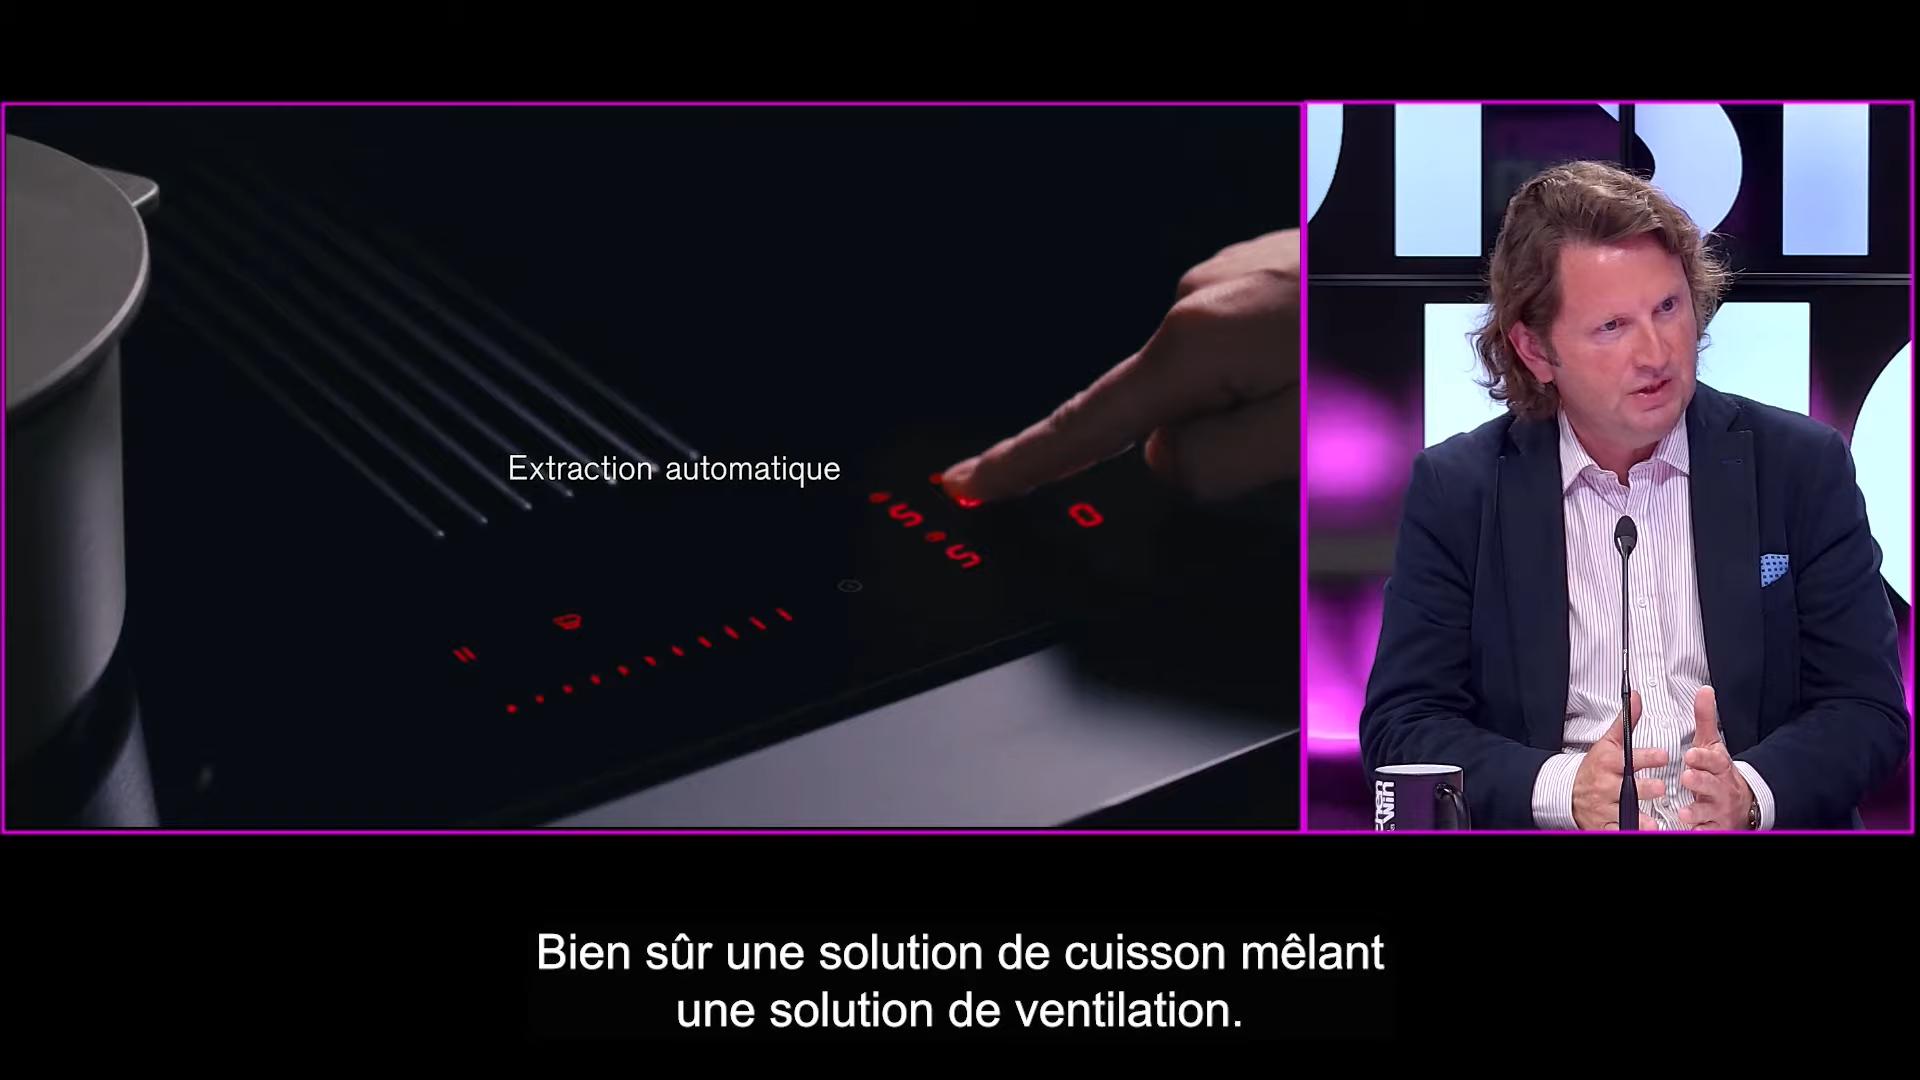 Extraction automatique
Bien sûr une solution de cuisson mêlant
une solution de ventilation.